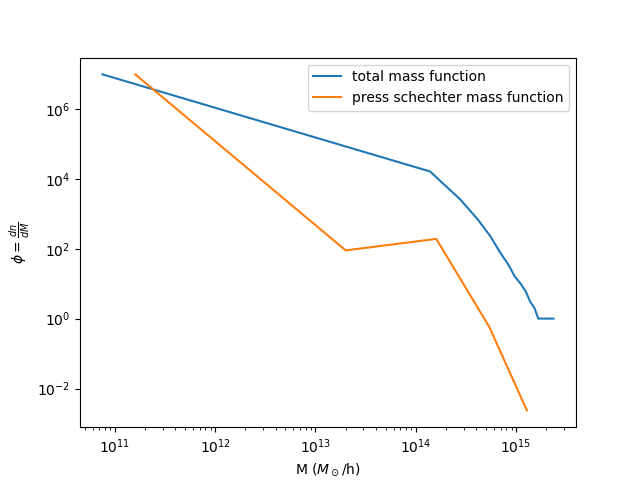 total mass function
press schechter mass function
10⁶
10⁴
10²
10⁰
10⁻²
ϕ = dn/dM
10¹¹ 10¹² 10¹³ 10¹⁴ 10¹⁵
M (M⊙/h)